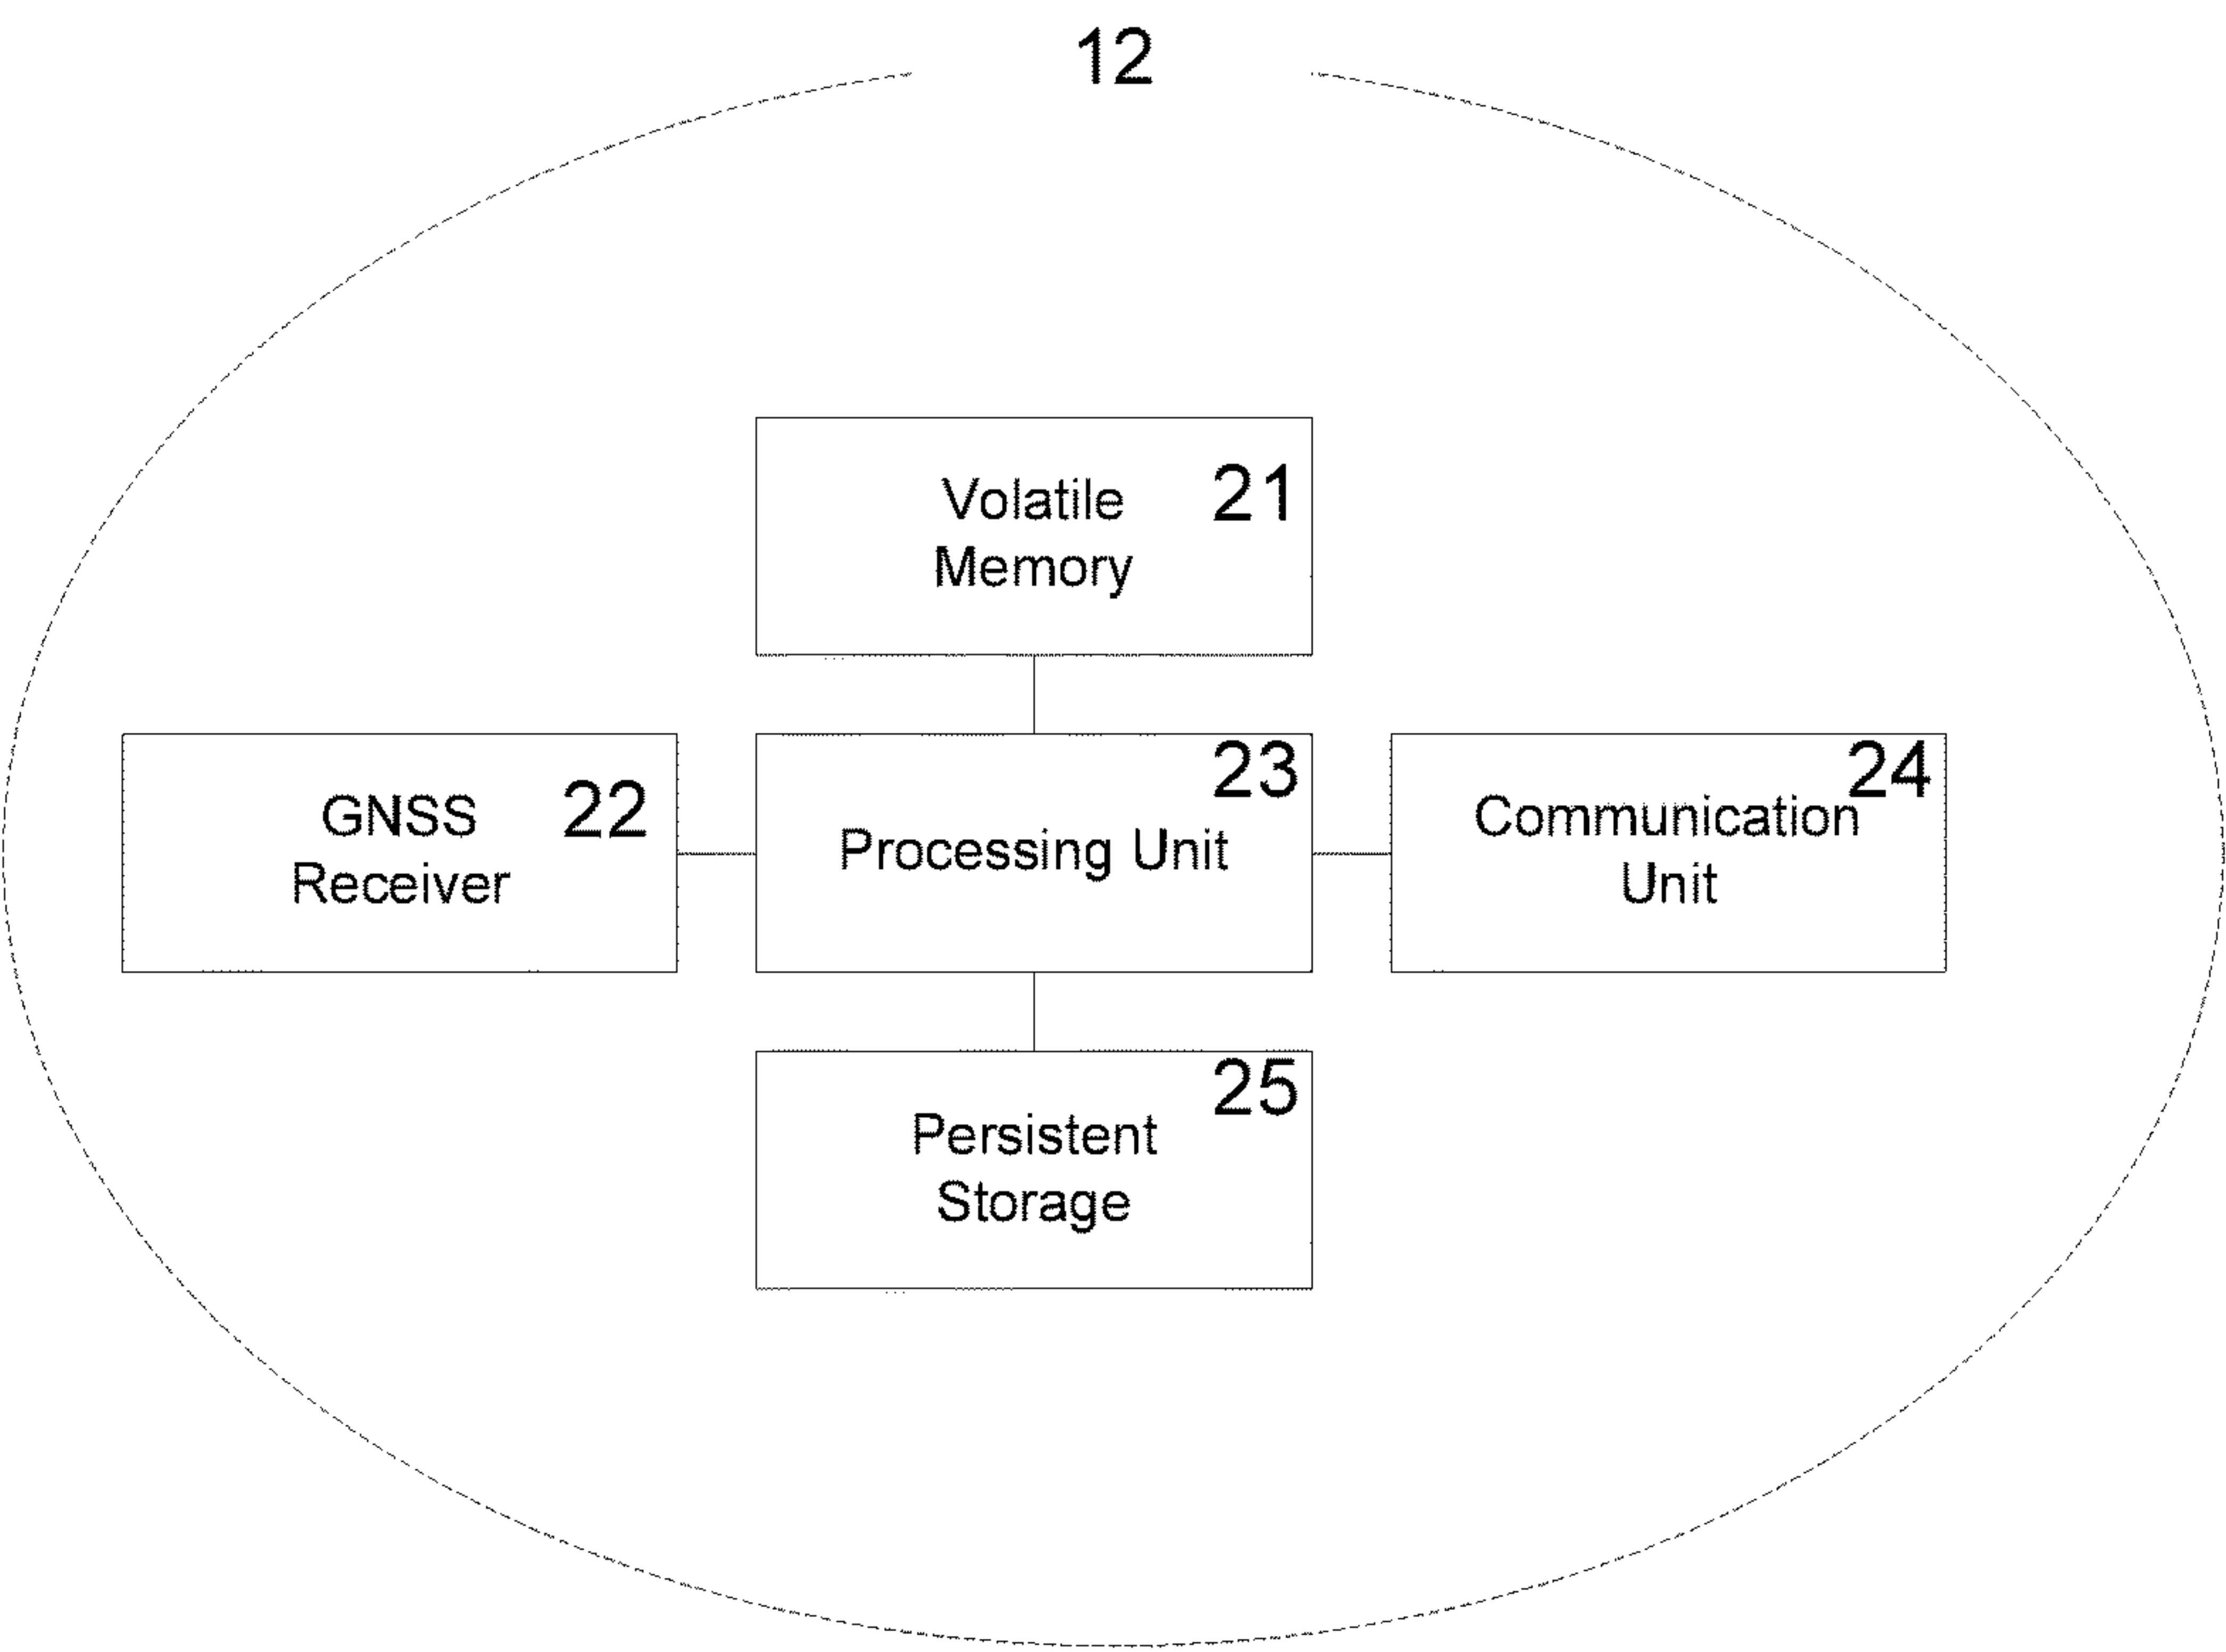 12
Volatile 21
Memory
GNSS 22
Receiver
23
Processing Unit
24
Communication
Unit
25
Persistent
Storage